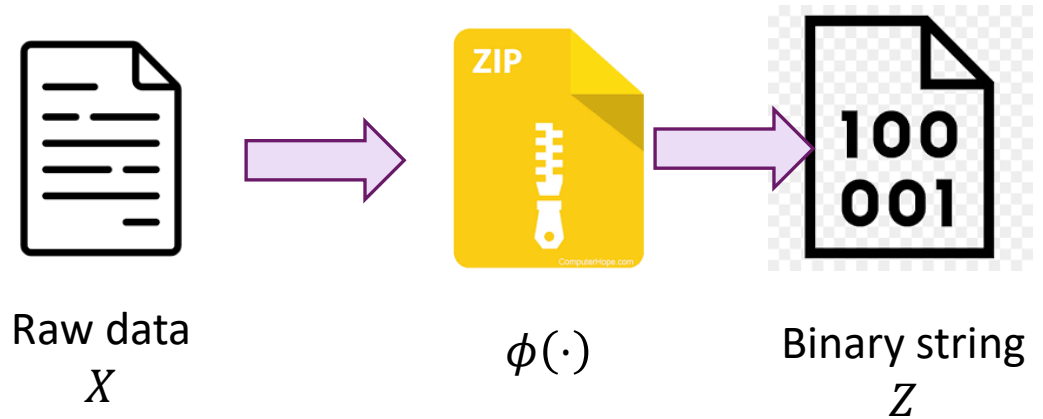 ZIP
ComputerHope.com
100
001
Raw data
X
ϕ(·)
Binary string
Z